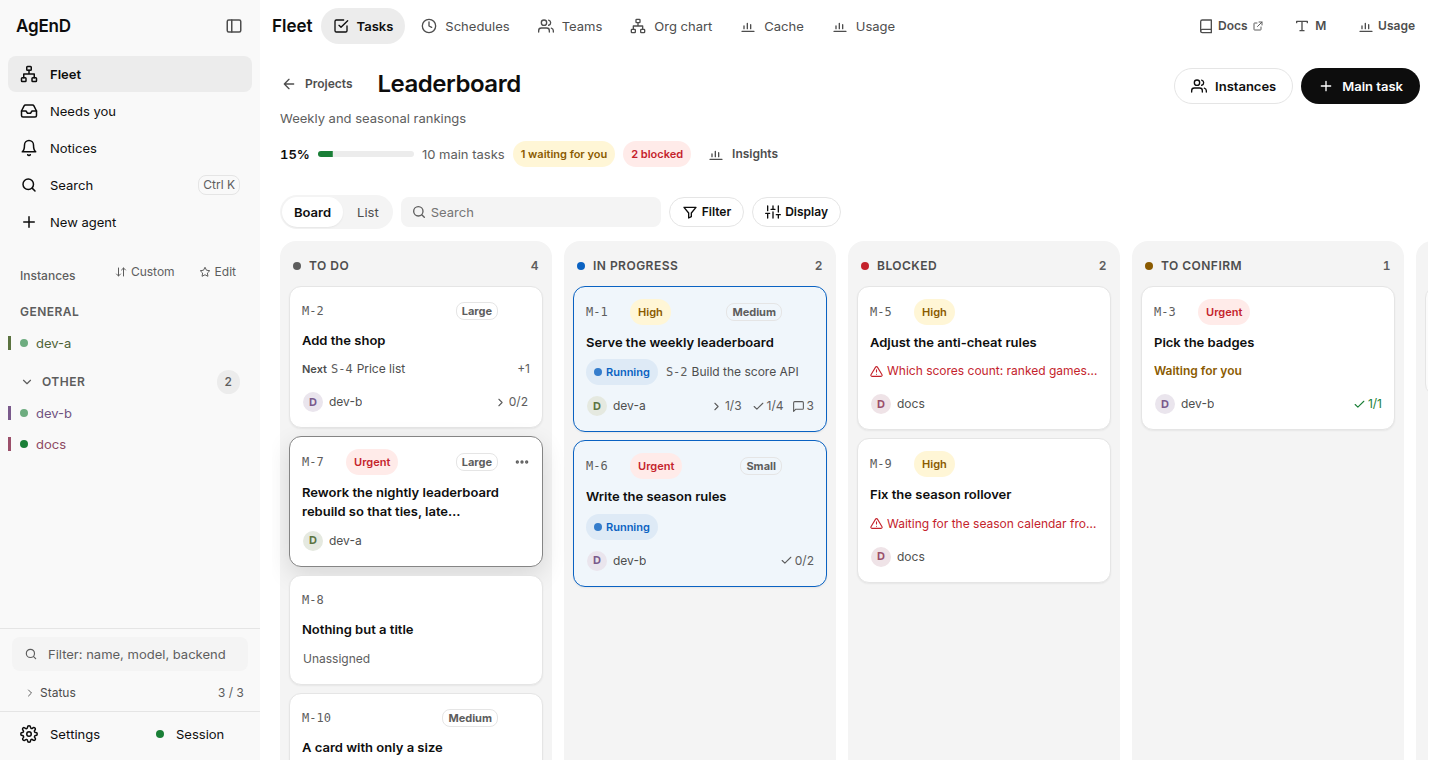 AgEnD
Fleet
Needs you
Notices
Search
Ctrl K
New agent
Instances
Custom
Edit
GENERAL
dev-a
OTHER
2
dev-b
docs
Filter: name, model, backend
Status
3 / 3
Settings
Session
Fleet
Tasks
Schedules
Teams
Org chart
Cache
Usage
Docs
M
Usage
Projects
Leaderboard
Instances
Main task
Weekly and seasonal rankings
15%
10 main tasks
1 waiting for you
2 blocked
Insights
Board
List
Search
Filter
Display
TO DO
4
M-2
Large
Add the shop
Next S-4 Price list
+1
D
dev-b
0/2
M-7
Urgent
Large
Rework the nightly leaderboard
rebuild so that ties, late...
D
dev-a
M-8
Nothing but a title
Unassigned
M-10
Medium
A card with only a size
IN PROGRESS
2
M-1
High
Medium
Serve the weekly leaderboard
Running
S-2 Build the score API
D
dev-a
1/3
1/4
3
M-6
Urgent
Small
Write the season rules
Running
D
dev-b
0/2
BLOCKED
2
M-5
High
Adjust the anti-cheat rules
Which scores count: ranked games...
D
docs
M-9
High
Fix the season rollover
Waiting for the season calendar fro...
D
docs
TO CONFIRM
1
M-3
Urgent
Pick the badges
Waiting for you
D
dev-b
1/1